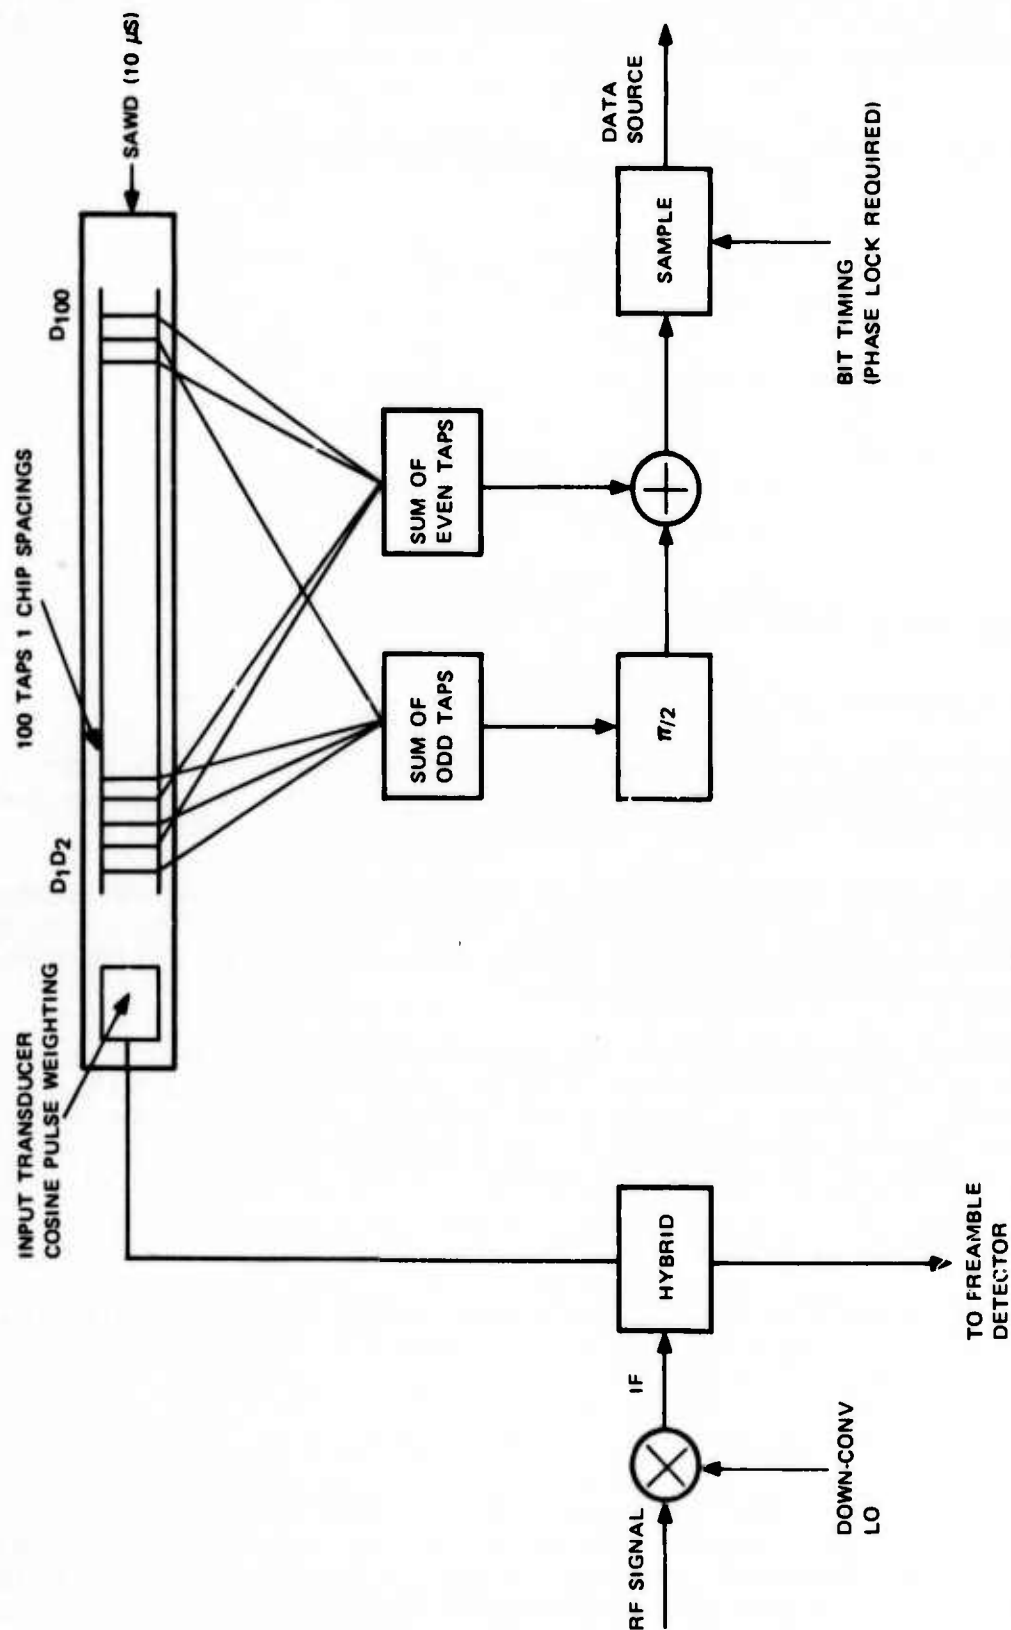 INPUT TRANSDUCER
COSINE PULSE WEIGHTING
100 TAPS 1 CHIP SPACINGS
D1D2
D100
SAWD (10 μS)
SUM OF
ODD TAPS
SUM OF
EVEN TAPS
RF SIGNAL
IF
HYBRID
π/2
SAMPLE
DATA
SOURCE
DOWN-CONV
LO
TO PREAMBLE
DETECTOR
BIT TIMING
(PHASE LOCK REQUIRED)